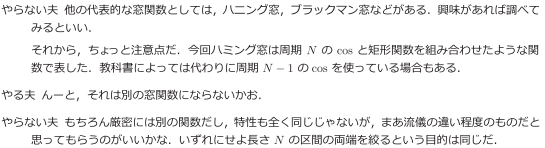 やらない夫 他の代表的な窓関数としては，ハニング窓，ブラックマン窓などがある．興味があれば調べて
みるといい．
それから，ちょっと注意点だ．今回ハミング窓は周期 N の cos と矩形関数を組み合わせたような関
数で表した．教科書によっては代わりに周期 N − 1 の cos を使っている場合もある．
やる夫 んーと，それは別の窓関数にならないかお．
やらない夫 もちろん厳密には別の関数だし，特性も全く同じじゃないが，まあ流儀の違い程度のものだと
思ってもらうのがいいかな．いずれにせよ長さ N の区間の両端を絞るという目的は同じだ．